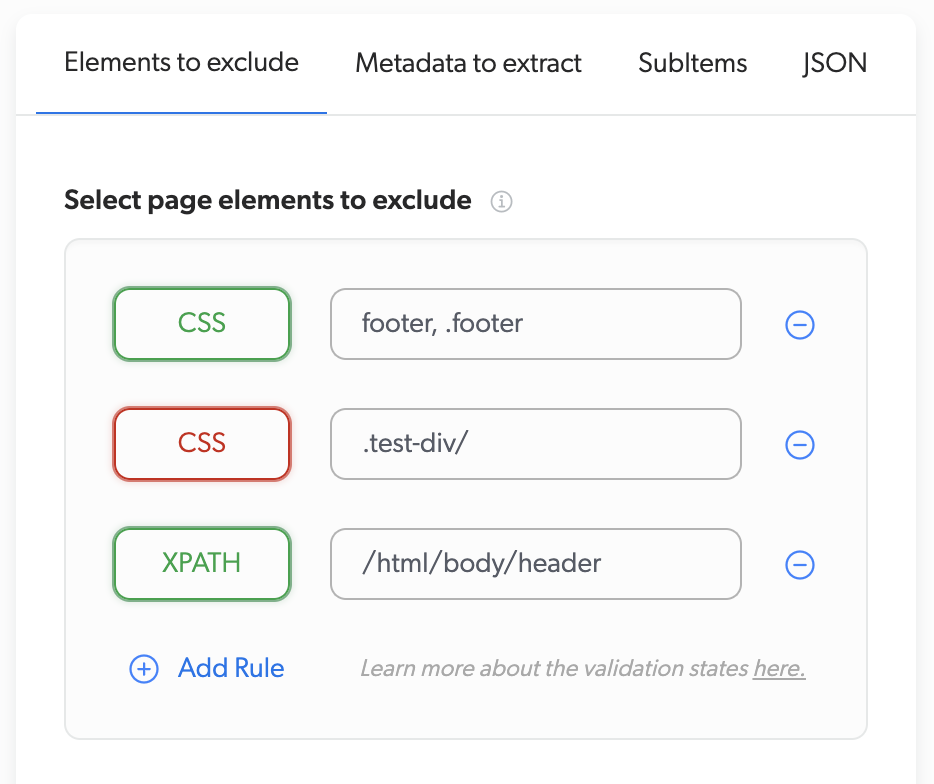 Elements to exclude Metadata to extract SubItems JSON
Select page elements to exclude
CSS footer, .footer
CSS .test-div/
XPATH /html/body/header
Add Rule Learn more about the validation states here.